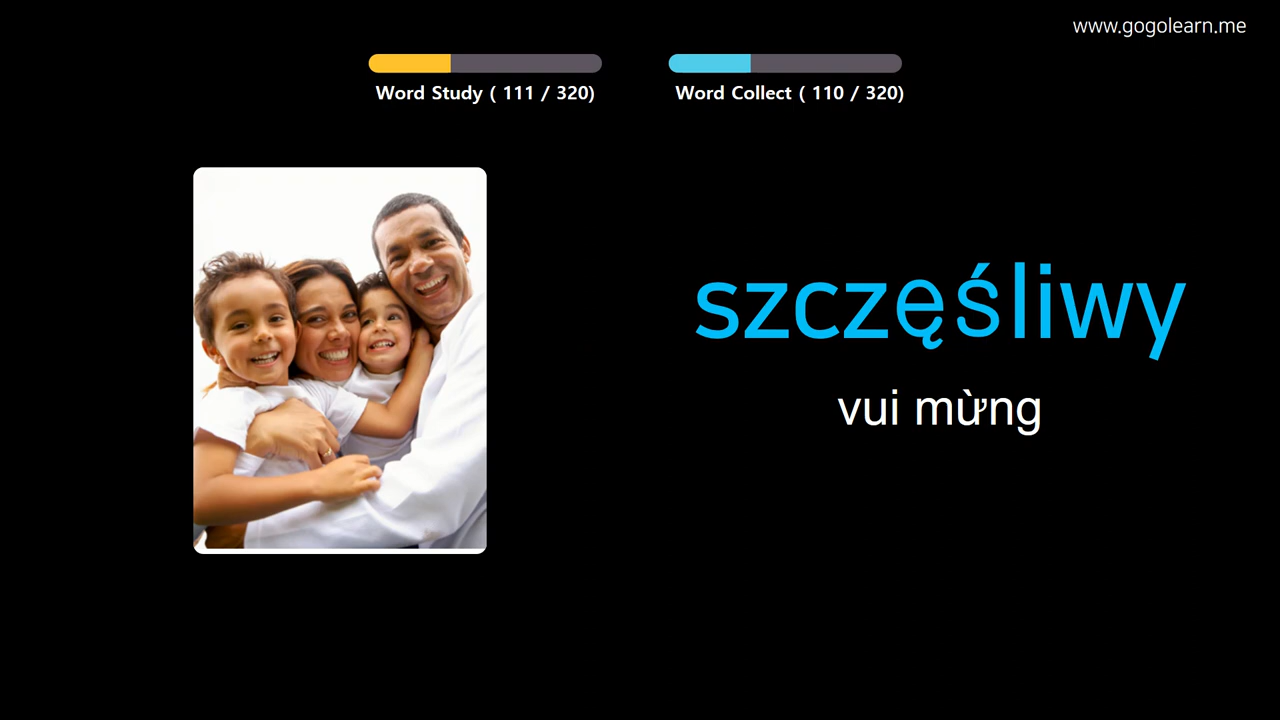 www.gogolearn.me
Word Study ( 111 / 320)
Word Collect ( 110 / 320)
szczęśliwy
vui mừng